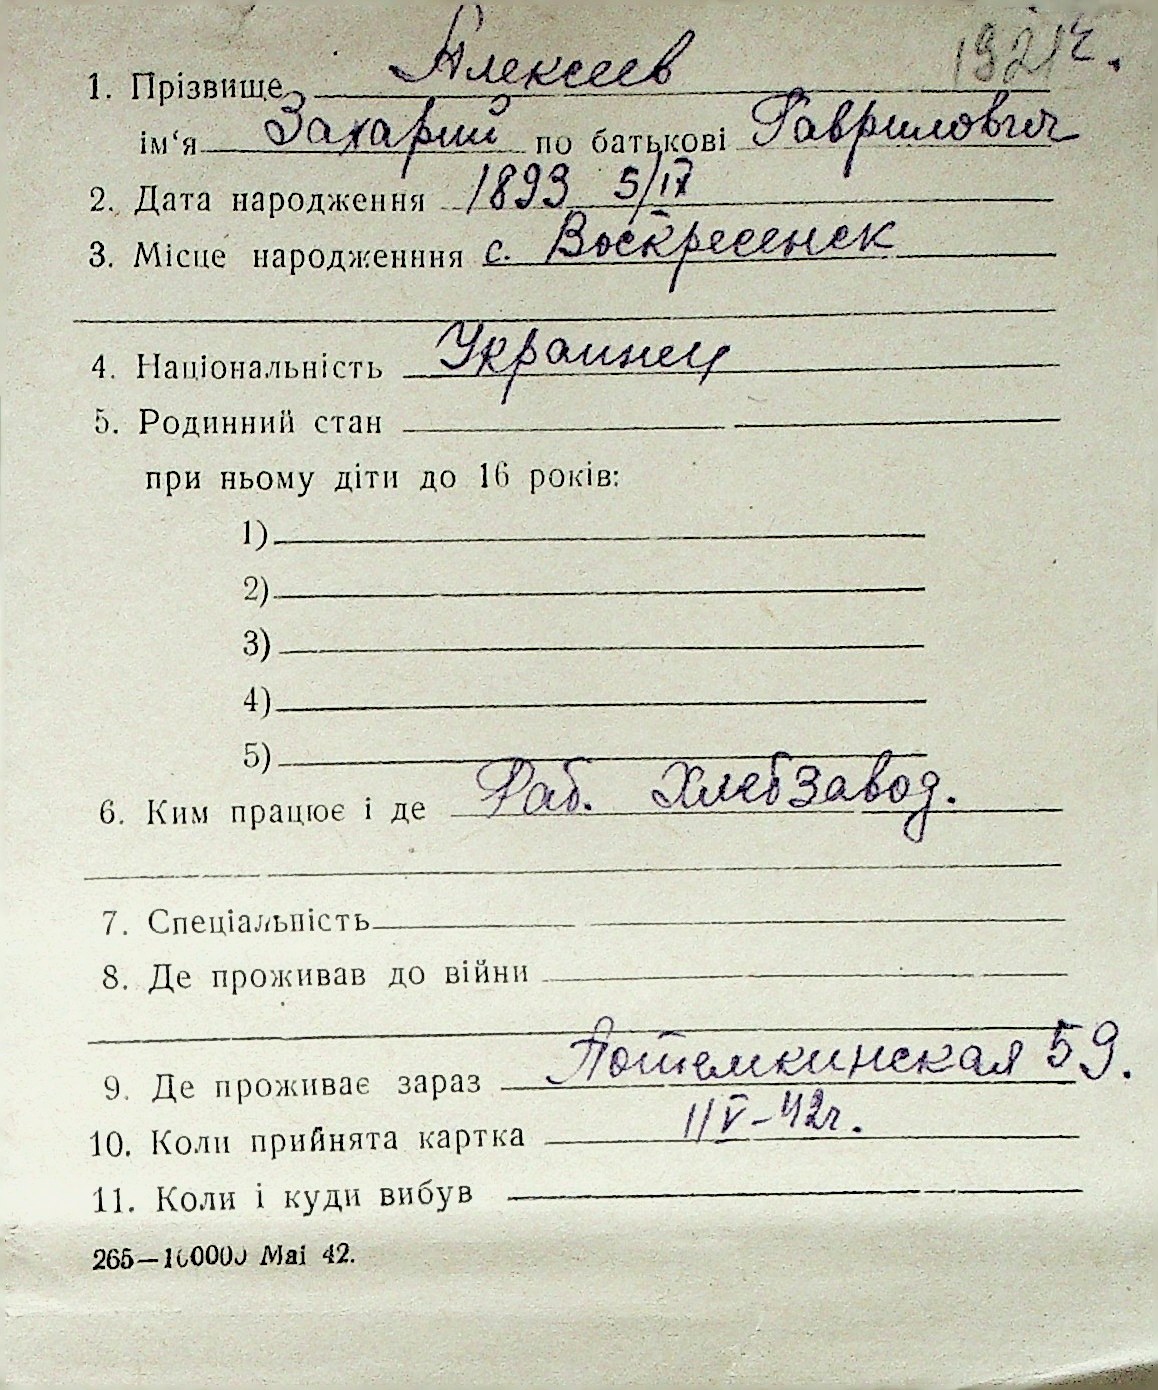 1921г.
1. Прізвище Алексеев
ім‘я Захарий по батькові Гаврилович
2. Дата народження 1893 5/IX
3. Місце народженння с. Воскресенск
4. Національність Украинец
5. Родинний стан
при ньому діти до 16 років:
1)
2)
3)
4)
5)
6. Ким працює і де Раб. Хлебзавод.
7. Спеціальність
8. Де проживав до війни
9. Де проживає зараз Потемкинская 59.
10. Коли прийнята картка 11/V-42г.
11. Коли і куди вибув
265—100000 Mai 42.